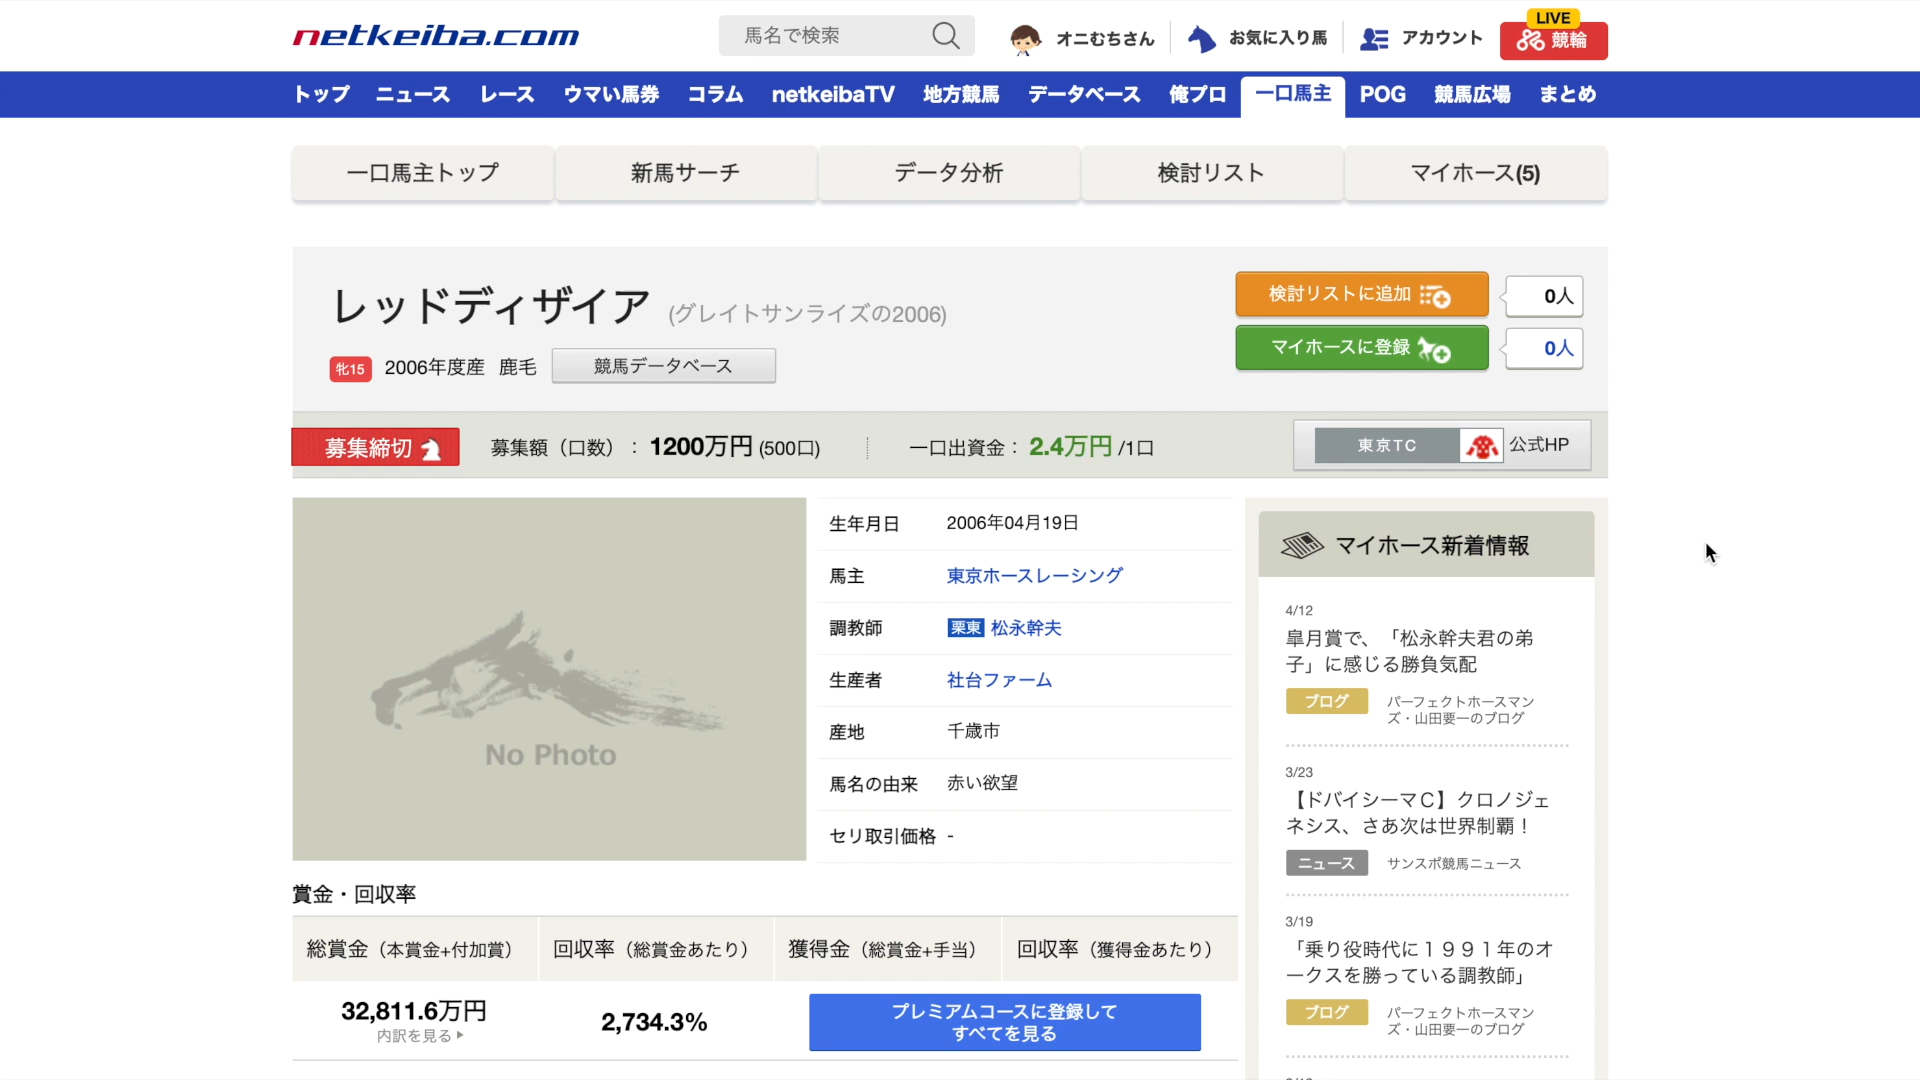 netkeiba.com
馬名で検索
オニむちさん
お気に入り馬
アカウント
LIVE
競輪
トップ ニュース レース ウマい馬券 コラム netkeibaTV 地方競馬 データベース 俺プロ 一口馬主 POG 競馬広場 まとめ
一口馬主トップ 新馬サーチ データ分析 検討リスト マイホース(5)
レッドディザイア (グレイトサンライズの2006)
検討リストに追加 0人
マイホースに登録 0人
牝15 2006年度産 鹿毛 競馬データベース
募集締切 募集額（口数）： 1200万円 (500口) 一口出資金： 2.4万円 /1口 東京TC 公式HP
No Photo
生年月日 2006年04月19日
馬主 東京ホースレーシング
調教師 栗東 松永幹夫
生産者 社台ファーム
産地 千歳市
馬名の由来 赤い欲望
セリ取引価格 -
賞金・回収率
総賞金（本賞金+付加賞） 回収率（総賞金あたり） 獲得金（総賞金+手当） 回収率（獲得金あたり）
32,811.6万円
内訳を見る
2,734.3%
プレミアムコースに登録して
すべてを見る
マイホース新着情報
4/12
皐月賞で、「松永幹夫君の弟
子」に感じる勝負気配
ブログ
パーフェクトホースマン
ズ・山田要一のブログ
3/23
【ドバイシーマＣ】クロノジェ
ネシス、さあ次は世界制覇！
ニュース サンスポ競馬ニュース
3/19
「乗り役時代に１９９１年のオ
ークスを勝っている調教師」
ブログ
パーフェクトホースマン
ズ・山田要一のブログ